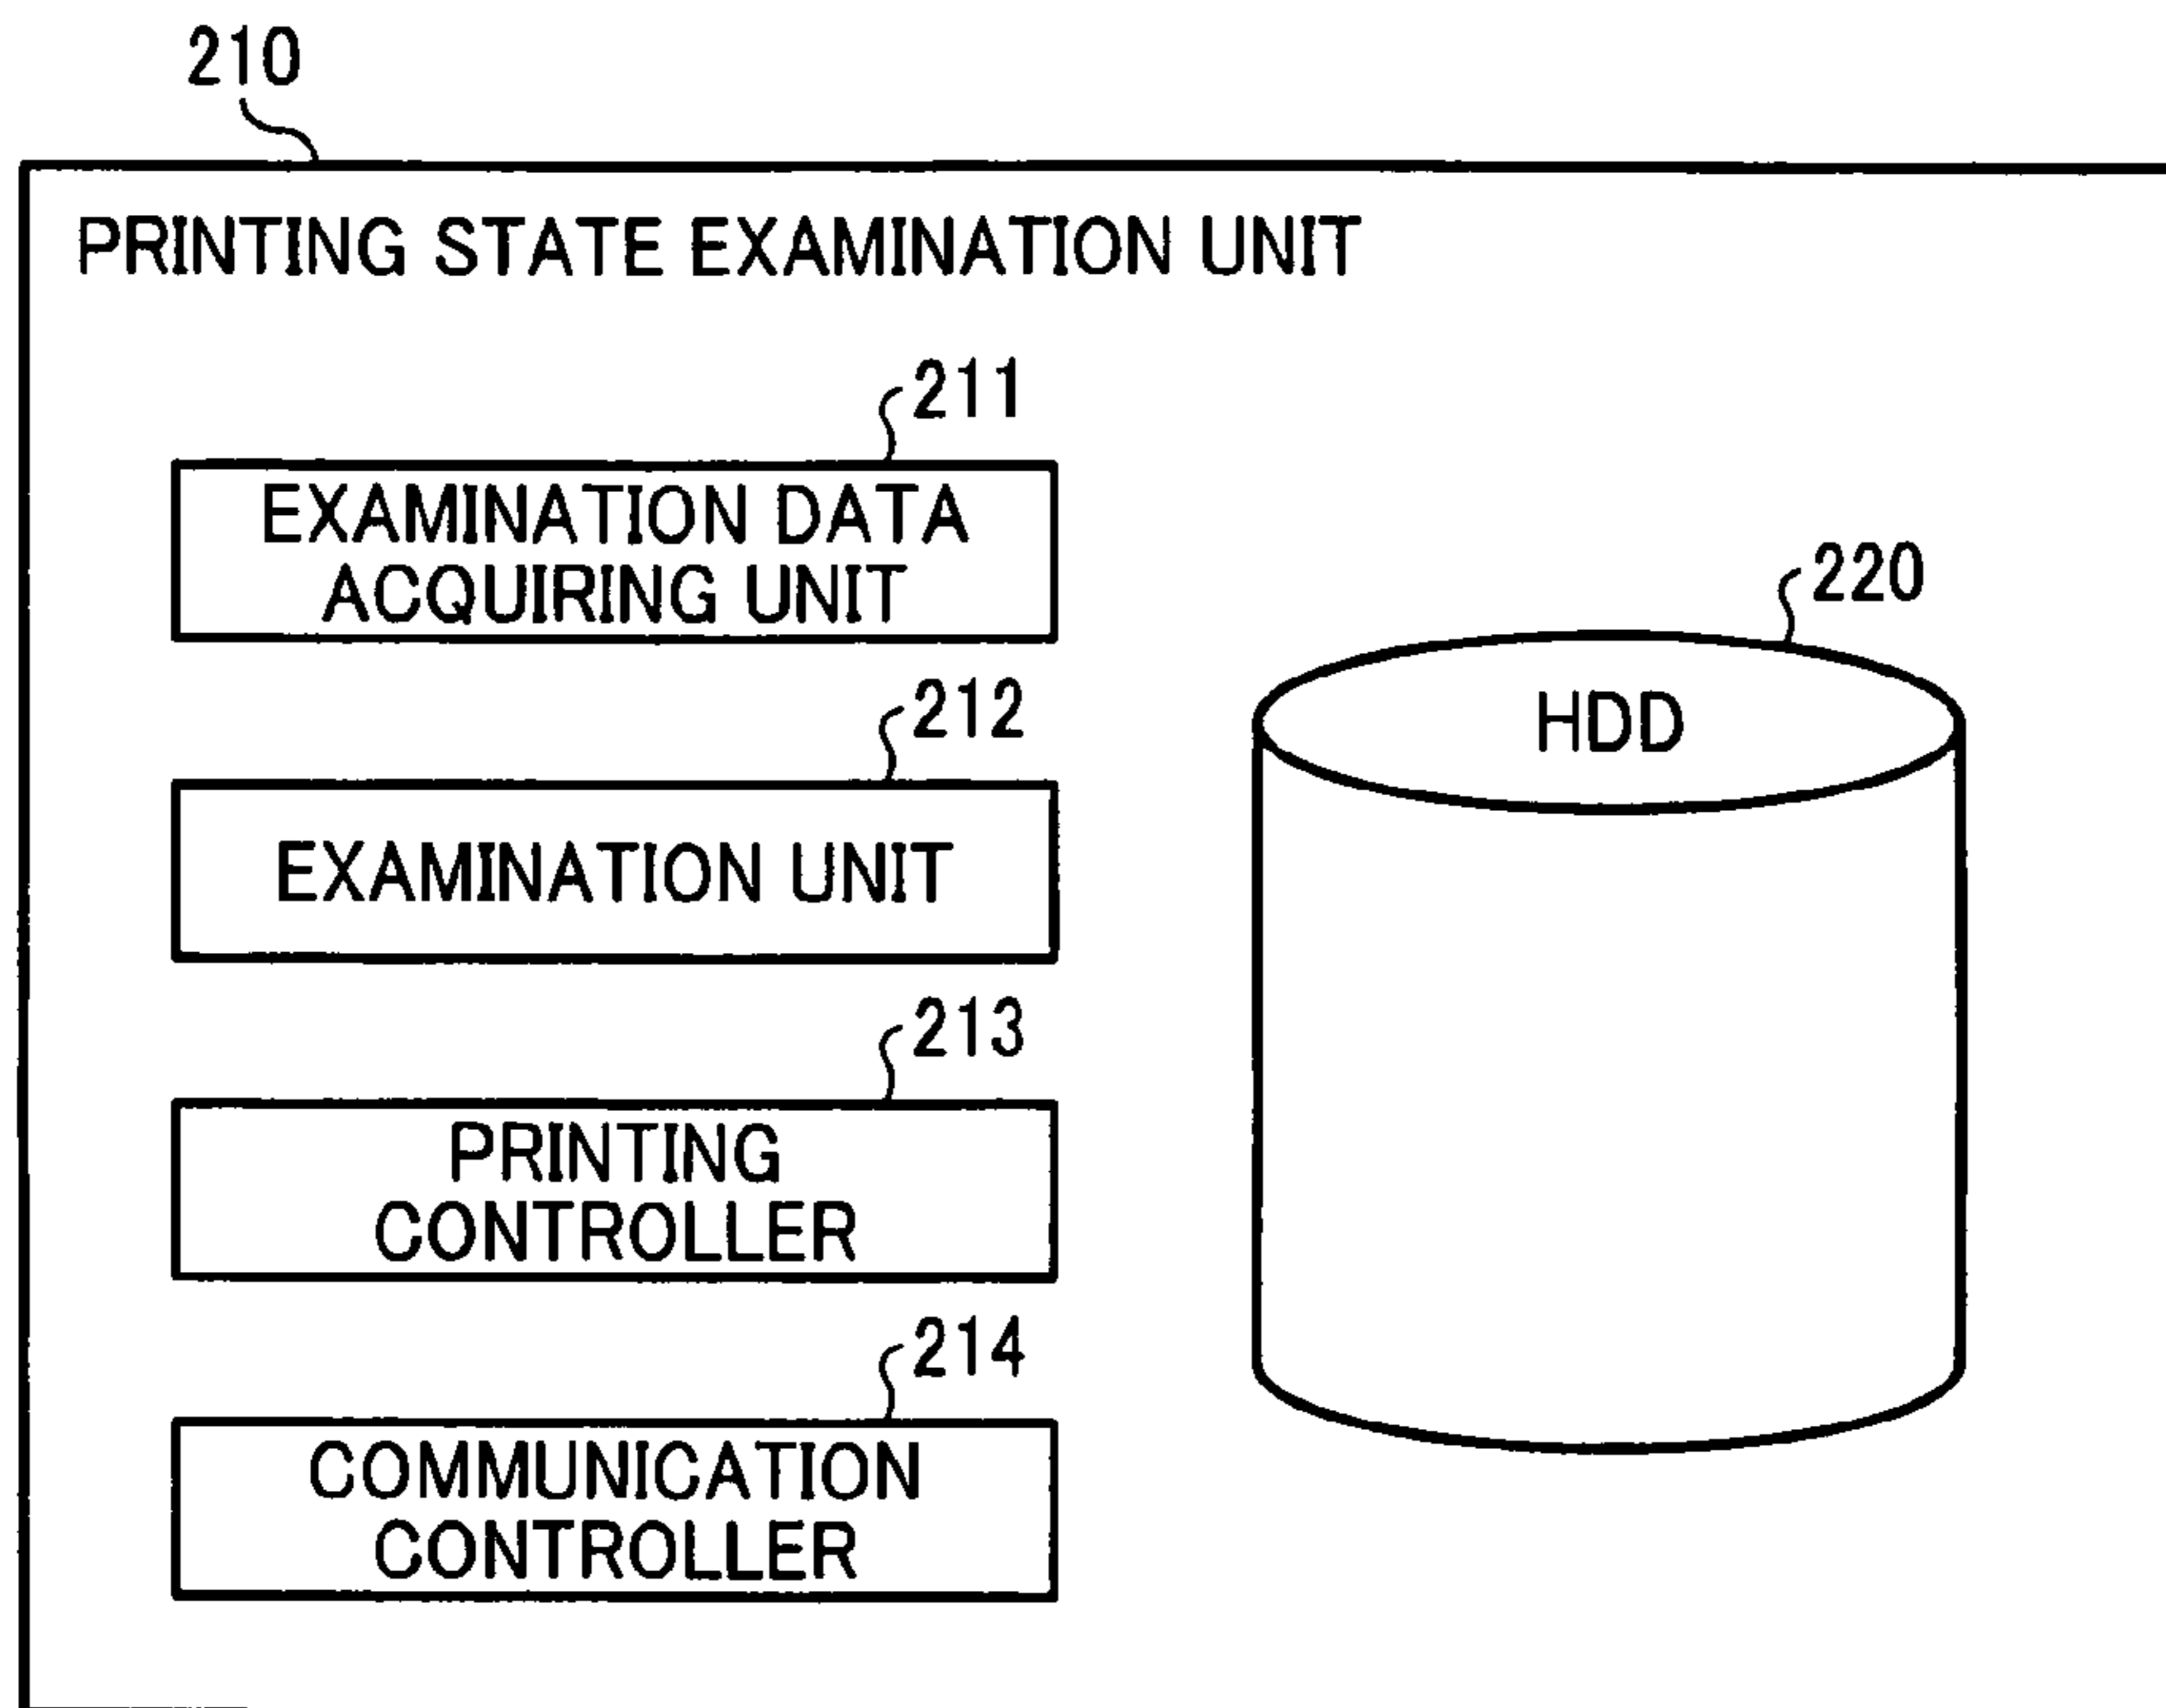 210
PRINTING STATE EXAMINATION UNIT
211
EXAMINATION DATA
ACQUIRING UNIT
220
HDD
212
EXAMINATION UNIT
213
PRINTING
CONTROLLER
214
COMMUNICATION
CONTROLLER